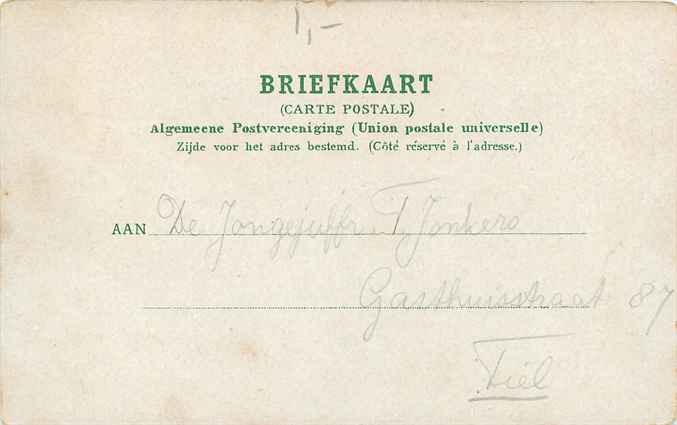 1,-
BRIEFKAART
(CARTE POSTALE)
Algemeene Postvereeniging (Union postale universelle)
Zijde voor het adres bestemd. (Côté réservé à l'adresse.)
AAN De Jongejuffr. T. Jonkers
Gasthuisstraat 87
Tiel